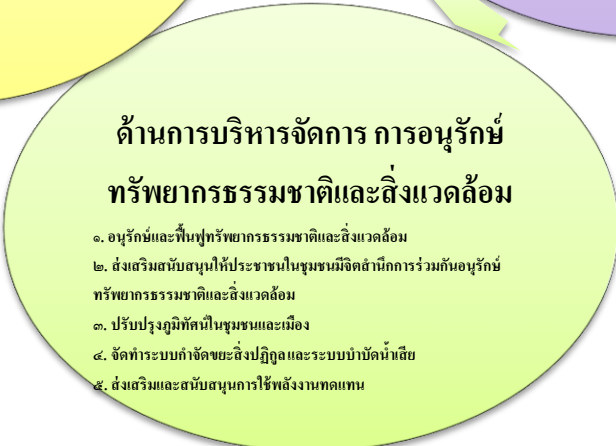 ด้านการบริหารจัดการ การอนุรักษ์
ทรัพยากรธรรมชาติและสิ่งแวดล้อม
๑. อนุรักษ์และฟื้นฟูทรัพยากรธรรมชาติและสิ่งแวดล้อม
๒. ส่งเสริมสนับสนุนให้ประชาชนในชุมชนมีจิตสำนึกการร่วมกันอนุรักษ์
ทรัพยากรธรรมชาติและสิ่งแวดล้อม
๓. ปรับปรุงภูมิทัศน์ในชุมชนและเมือง
๔. จัดทำระบบกำจัดขยะสิ่งปฏิกูลและระบบบำบัดน้ำเสีย
๕. ส่งเสริมและสนับสนุนการใช้พลังงานทดแทน